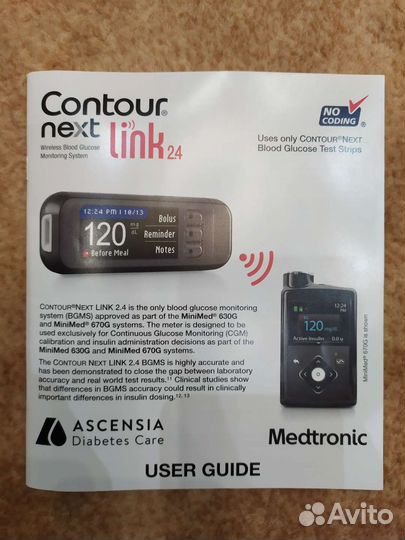 Contour®
next
link 2.4
Wireless Blood Glucose
Monitoring System
NO
CODING
®
Uses only CONTOUR®NEXT
Blood Glucose Test Strips
12:24 PM | 10/13
Bolus
120 mg/dL
Reminder
Before Meal
Notes
CONTOUR®NEXT LINK 2.4 is the only blood glucose monitoring
system (BGMS) approved as part of the MiniMed® 630G
and MiniMed® 670G systems. The meter is designed to be
used exclusively for Continuous Glucose Monitoring (CGM)
calibration and insulin administration decisions as part of the
MiniMed 630G and MiniMed 670G systems.
The CONTOUR NEXT LINK 2.4 BGMS is highly accurate and
has been demonstrated to close the gap between laboratory
accuracy and real world test results.¹¹ Clinical studies show
that differences in BGMS accuracy could result in clinically
important differences in insulin dosing.¹²˒ ¹³
12:24
PM
120 mg/dL
Active Insulin 0.0 u
MiniMed® 670G is shown
ASCENSIA
Diabetes Care
Medtronic
USER GUIDE
Avito